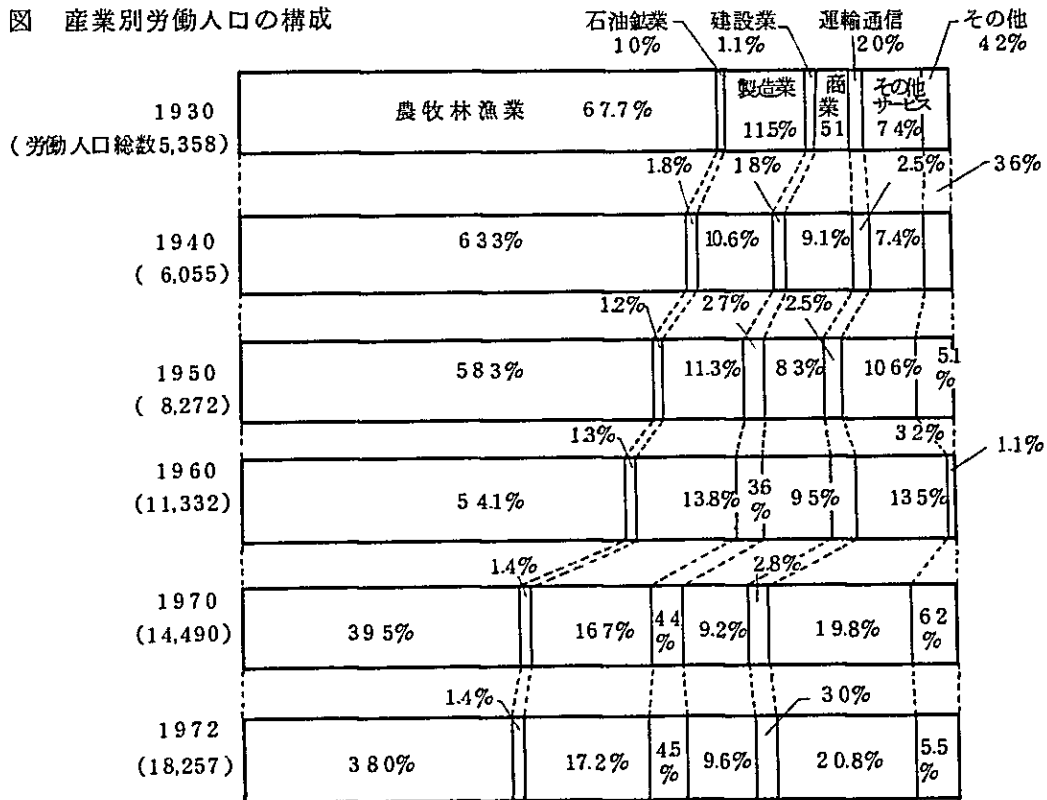 図 産業別労働人口の構成
石油鉱業 建設業 運輸通信 その他
10% 1.1% 20% 42%
1930
(労働人口総数5,358)
農牧林漁業 67.7%
製造業
115%
商業
51
その他サービス
74%
1.8% 18% 2.5% 36%
1940
( 6,055)
633% 10.6% 9.1% 7.4%
12% 27% 2.5%
1950
( 8,272)
583% 11.3% 83% 106% 5.1%
13% 32% 1.1%
1960
(11,332)
54.1% 13.8% 36% 95% 135%
1.4% 2.8%
1970
(14,490)
395% 167% 44% 9.2% 19.8% 62%
1.4% 30%
1972
(18,257)
380% 17.2% 45% 9.6% 20.8% 5.5%